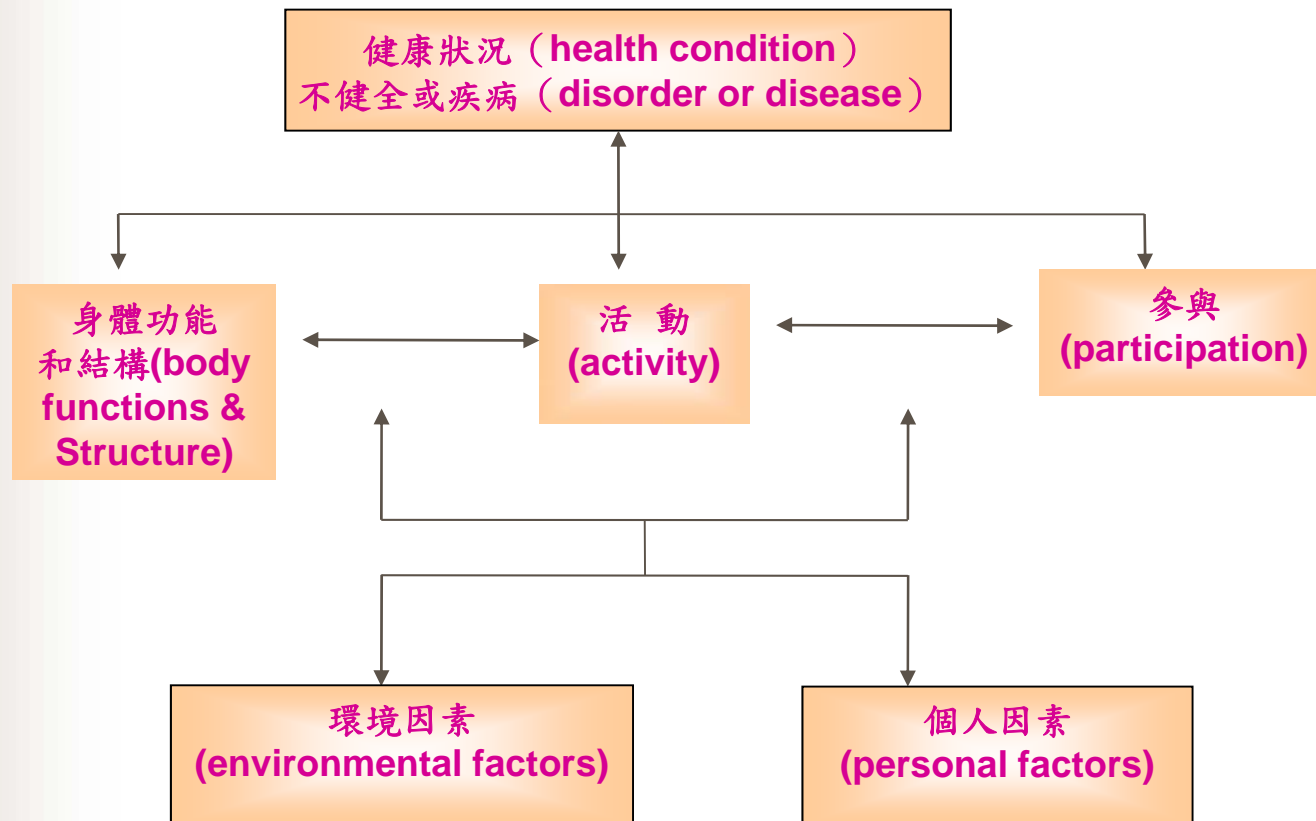 健康狀況（health condition）
不健全或疾病（disorder or disease）
身體功能
和結構(body
functions &
Structure)
活 動
(activity)
參與
(participation)
環境因素
(environmental factors)
個人因素
(personal factors)